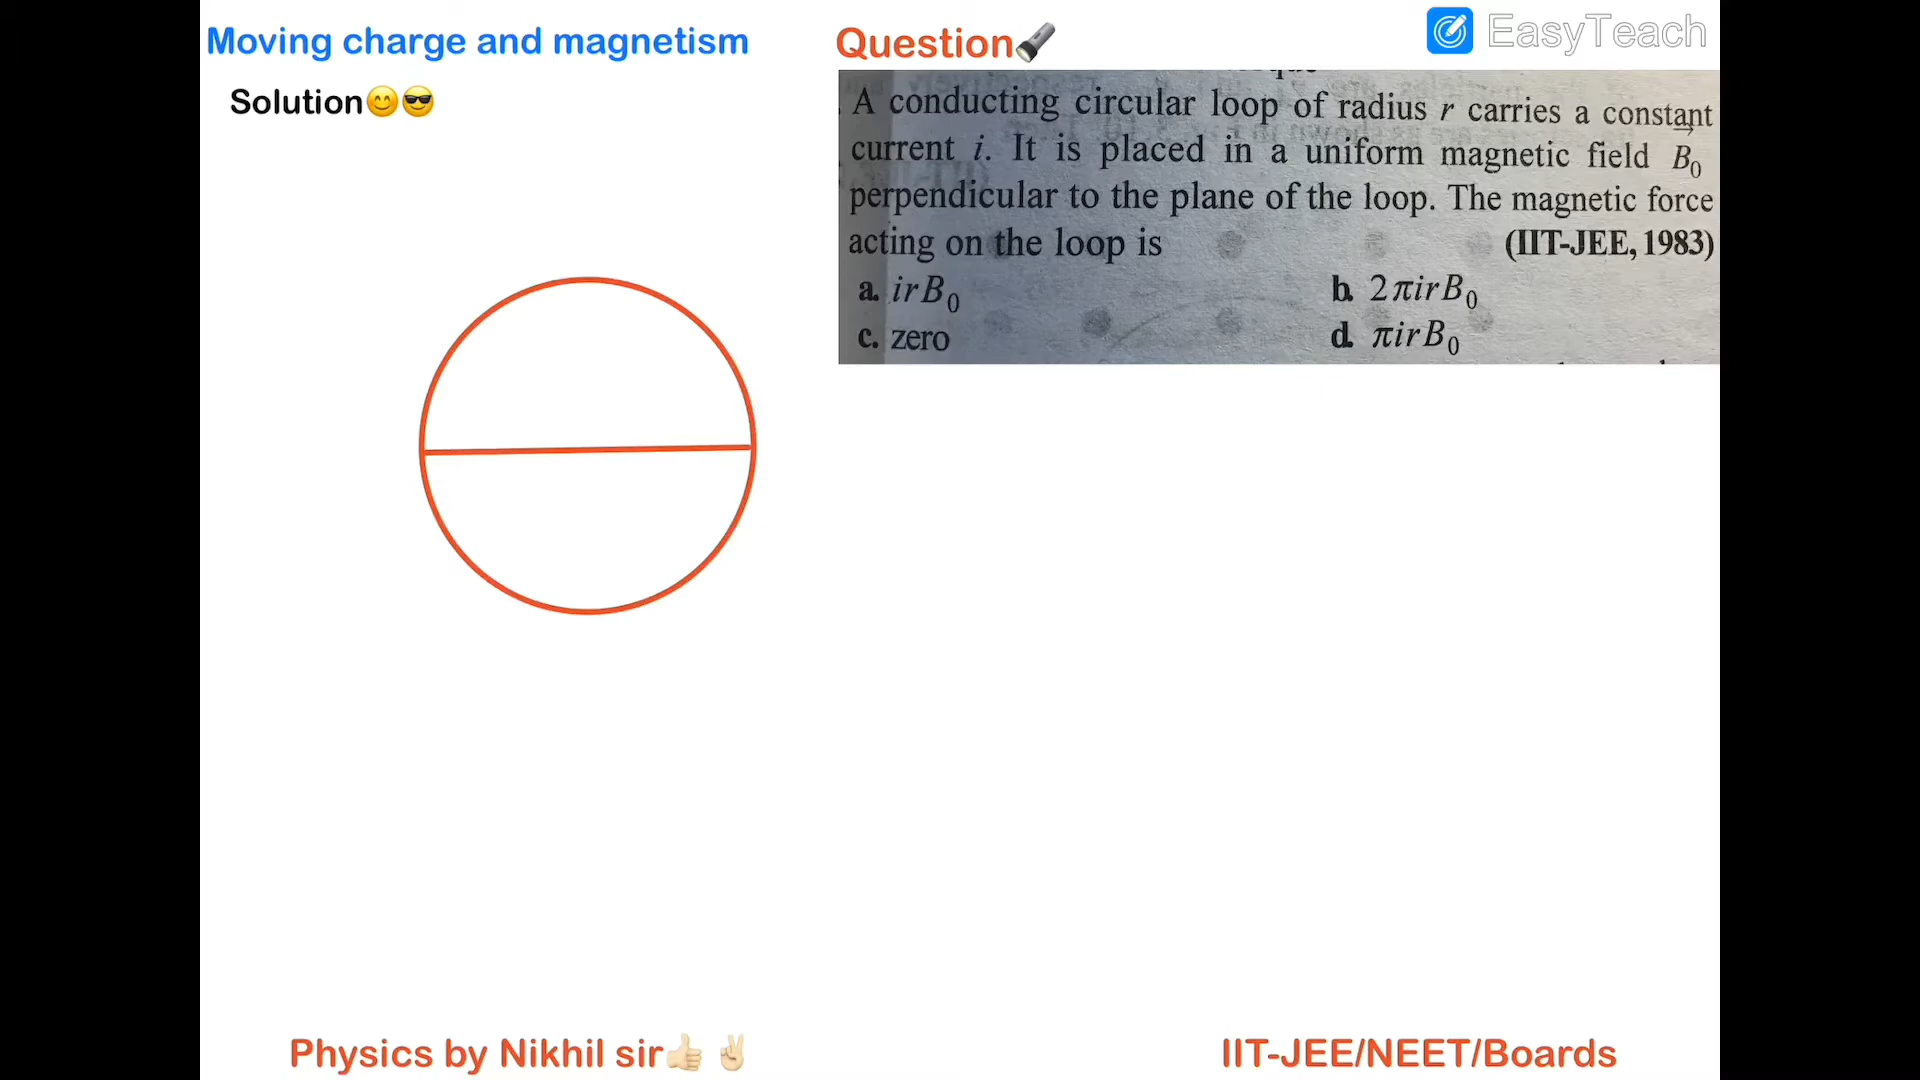 Moving charge and magnetism
Question
EasyTeach
Solution
A conducting circular loop of radius r carries a constant
current i. It is placed in a uniform magnetic field B⃗₀
perpendicular to the plane of the loop. The magnetic force
acting on the loop is (IIT-JEE, 1983)
a. irB₀ b. 2πirB₀
c. zero d. πirB₀
Physics by Nikhil sir
IIT-JEE/NEET/Boards